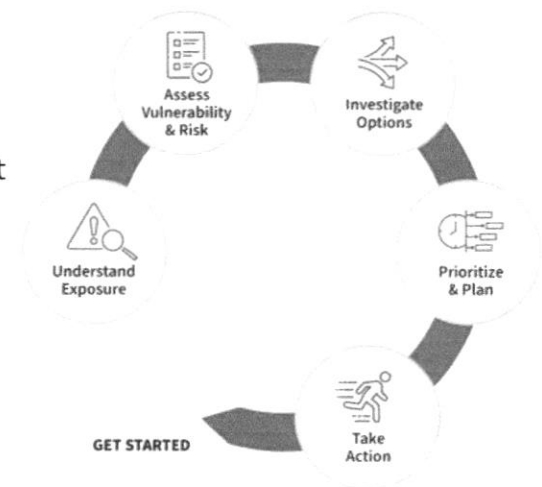 Assess
Vulnerability
& Risk
Investigate
Options
t
Understand
Exposure
Prioritize
& Plan
GET STARTED
Take
Action